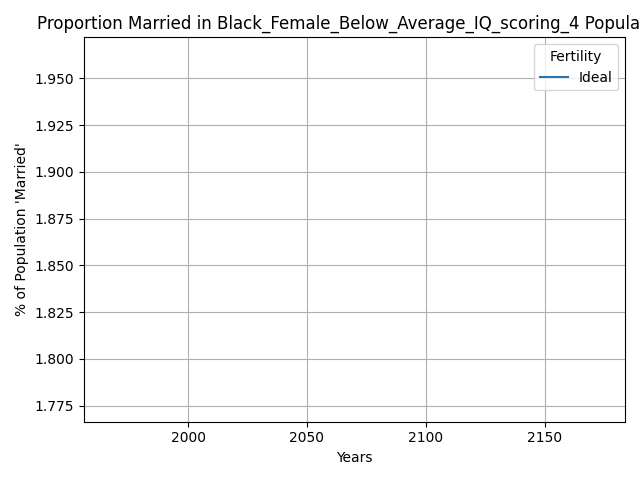 Proportion Married in Black_Female_Below_Average_IQ_scoring_4 Popula
Fertility
Ideal
1.950
1.925
1.900
1.875
1.850
1.825
1.800
1.775
% of Population 'Married'
2000 2050 2100 2150
Years